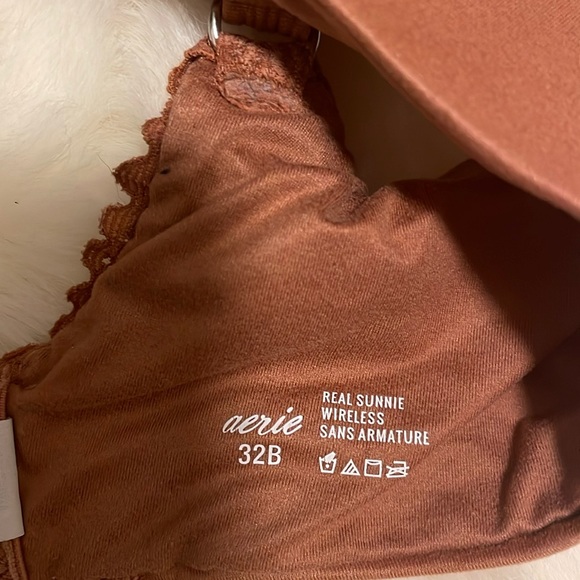 aerie
32B
REAL SUNNIE
WIRELESS
SANS ARMATURE